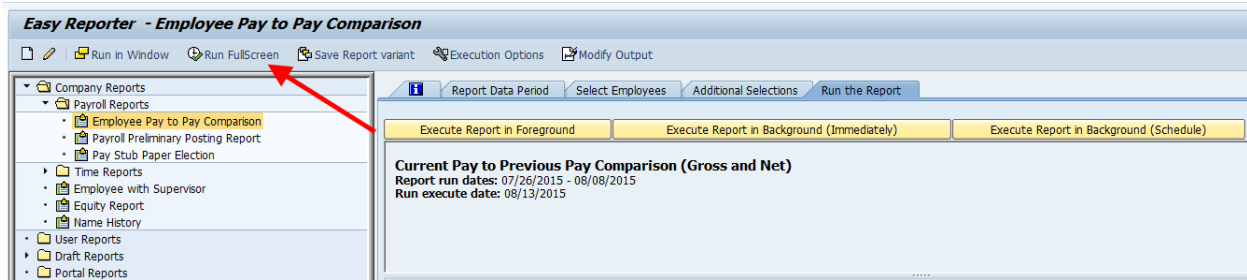 Easy Reporter - Employee Pay to Pay Comparison
Run in Window Run FullScreen Save Report variant Execution Options Modify Output
Company Reports
Payroll Reports
Employee Pay to Pay Comparison
Payroll Preliminary Posting Report
Pay Stub Paper Election
Time Reports
Employee with Supervisor
Equity Report
Name History
User Reports
Draft Reports
Portal Reports
Report Data Period Select Employees Additional Selections Run the Report
Execute Report in Foreground Execute Report in Background (Immediately) Execute Report in Background (Schedule)
Current Pay to Previous Pay Comparison (Gross and Net)
Report run dates: 07/26/2015 - 08/08/2015
Run execute date: 08/13/2015